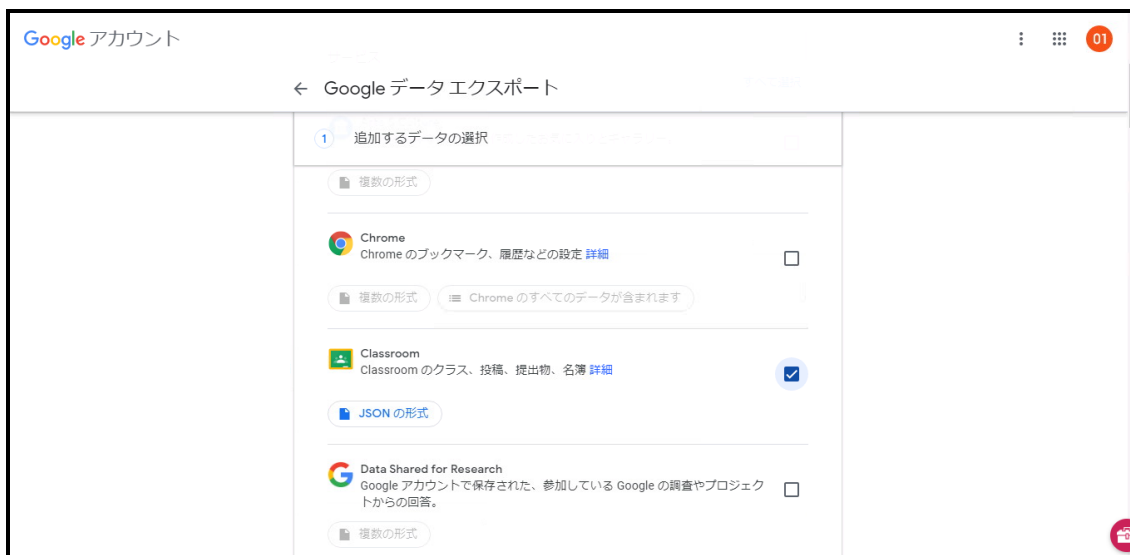 Google アカウント
01
Google データ エクスポート
1 追加するデータの選択
複数の形式
Chrome
Chrome のブックマーク、履歴などの設定 詳細
複数の形式 Chrome のすべてのデータが含まれます
Classroom
Classroom のクラス、投稿、提出物、名簿 詳細
JSON の形式
Data Shared for Research
Google アカウントで保存された、参加している Google の調査やプロジェク
トからの回答。
複数の形式